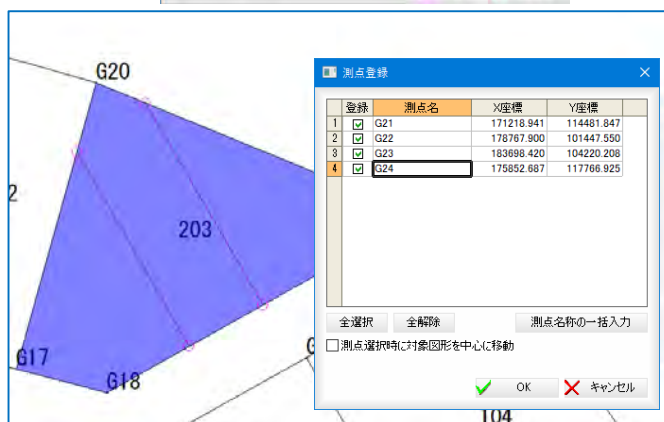 G20
2
203
G17
G18
G
104
測点登録
登録 測点名 X座標 Y座標
1 G21 171218.941 114481.847
2 G22 178767.900 101447.550
3 G23 183698.420 104220.208
4 G24 175852.687 117766.925
全選択 全解除 測点名称の一括入力
測点選択時に対象図形を中心に移動
OK キャンセル